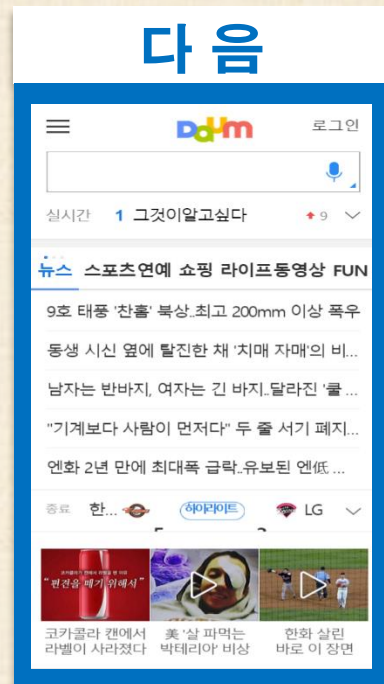 다 음
Daum
로그인
실시간 1 그것이알고싶다 9
뉴스 스포츠연예 쇼핑 라이프동영상 FUN
9호 태풍 '찬홈' 북상..최고 200mm 이상 폭우
동생 시신 옆에 탈진한 채 '치매 자매'의 비...
남자는 반바지, 여자는 긴 바지..달라진 '쿨 ...
"기계보다 사람이 먼저다" 두 줄 서기 폐지...
엔화 2년 만에 최대폭 급락..유보된 엔低 ...
종료 한... 하이라이트 LG
"편견을 빼기 위해서"
코카콜라 캔에서
라벨이 사라졌다
美 '살 파먹는
박테리아' 비상
한화 살린
바로 이 장면